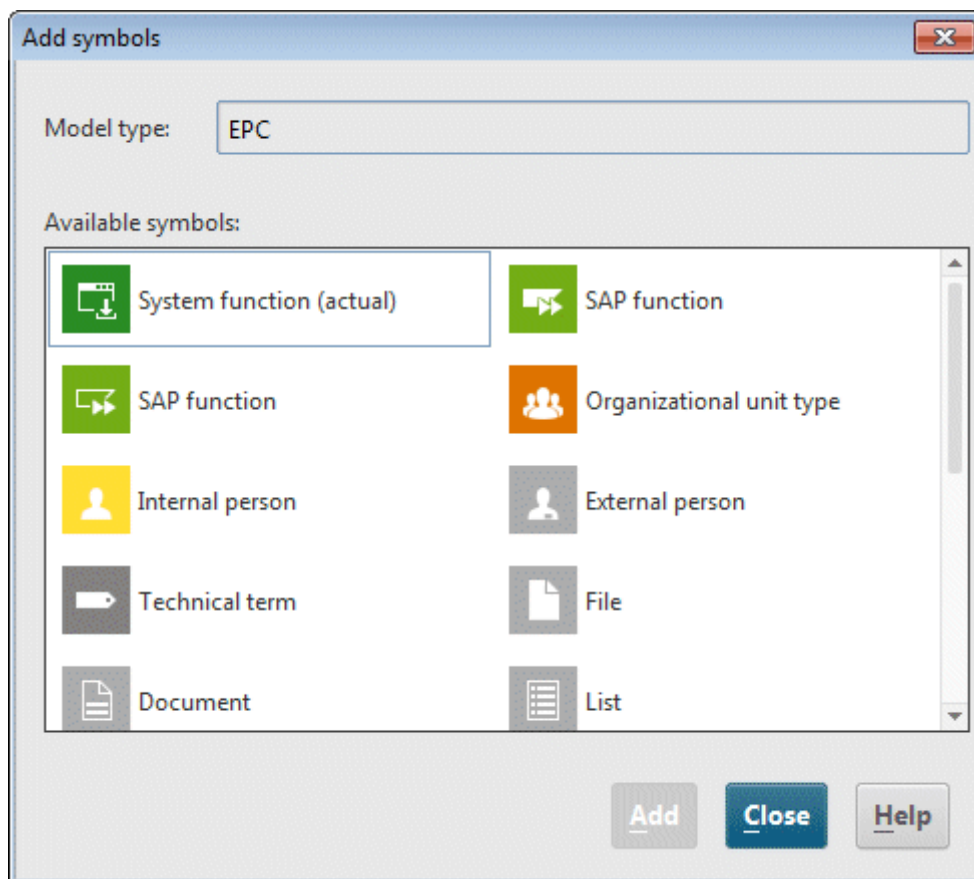 Add symbols
Model type: EPC
Available symbols:
System function (actual) SAP function
SAP function Organizational unit type
Internal person External person
Technical term File
Document List
Add Close Help